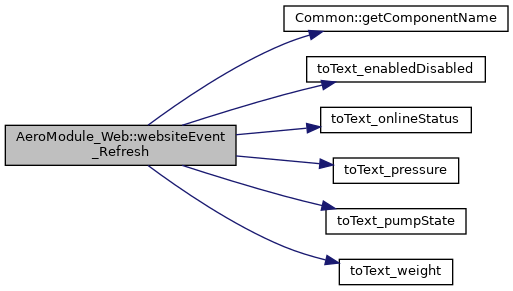 Common::getComponentName
toText_enabledDisabled
toText_onlineStatus
AeroModule_Web::websiteEvent
_Refresh
toText_pressure
toText_pumpState
toText_weight